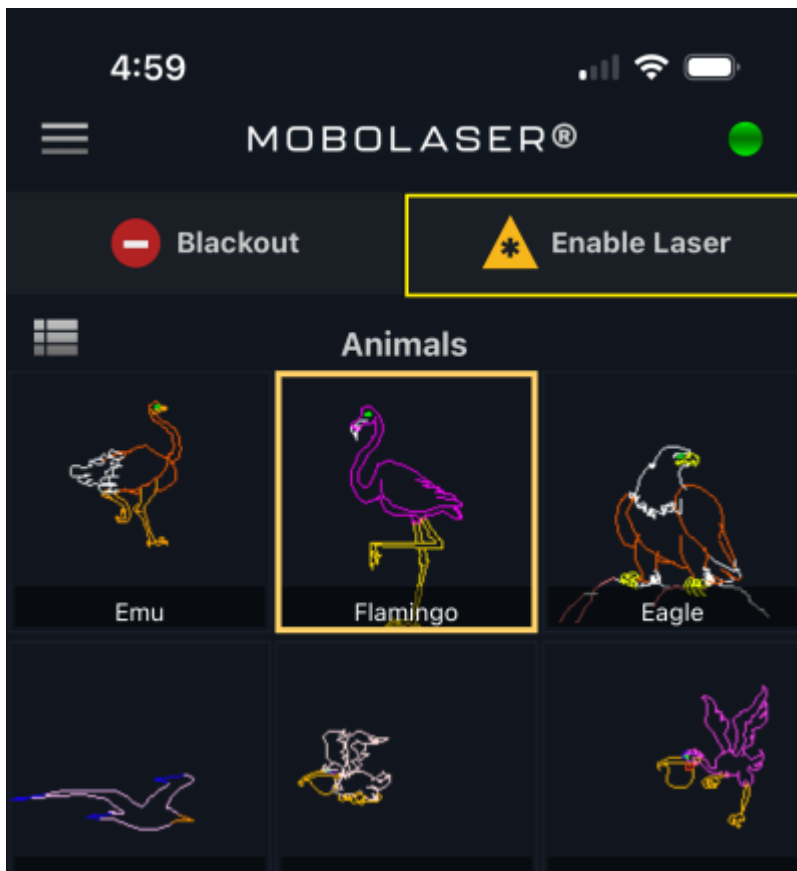 4:59
MOBOLASER®
Blackout
Enable Laser
Animals
Emu
Flamingo
Eagle